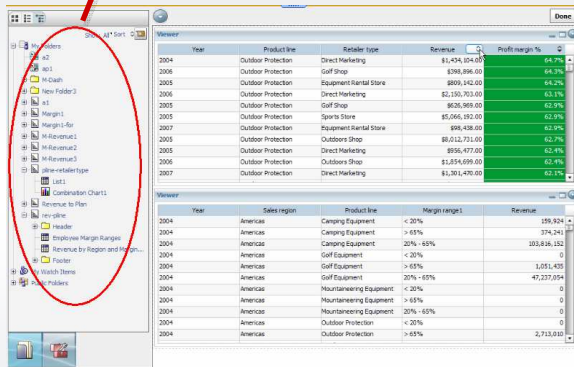 Done
Show: All Sort
My Folders
a2
ap1
M-Dash
New Folder3
a1
Margin1
Margin1-for
M-Revenue1
M-Revenue2
M-Revenue3
pline-retailertype
List1
Combination Chart1
Revenue to Plan
rev-pline
Header
Employee Margin Ranges
Revenue by Region and Margin...
Footer
My Watch Items
Public Folders
Viewer
Year Product line Retailer type Revenue Profit margin %
2004 Outdoor Protection Direct Marketing $1,434,104.00 64.7%
2006 Outdoor Protection Golf Shop $398,896.00 64.3%
2005 Outdoor Protection Equipment Rental Store $809,142.00 64.2%
2006 Outdoor Protection Direct Marketing $2,150,703.00 63.1%
2005 Outdoor Protection Golf Shop $626,969.00 62.9%
2005 Outdoor Protection Sports Store $5,066,192.00 62.9%
2007 Outdoor Protection Equipment Rental Store $98,438.00 62.9%
2005 Outdoor Protection Outdoors Shop $8,012,731.00 62.7%
2005 Outdoor Protection Direct Marketing $956,477.00 62.4%
2006 Outdoor Protection Outdoors Shop $1,854,699.00 62.4%
2007 Outdoor Protection Direct Marketing $1,301,470.00 62.1%
Viewer
Year Sales region Product line Margin range1 Revenue
2004 Americas Camping Equipment < 20% 159,924
2004 Americas Camping Equipment > 65% 374,241
2004 Americas Camping Equipment 20% - 65% 103,816,152
2004 Americas Golf Equipment < 20% 0
2004 Americas Golf Equipment > 65% 1,051,435
2004 Americas Golf Equipment 20% - 65% 47,237,054
2004 Americas Mountaineering Equipment < 20% 0
2004 Americas Mountaineering Equipment > 65% 0
2004 Americas Mountaineering Equipment 20% - 65% 0
2004 Americas Outdoor Protection < 20% 0
2004 Americas Outdoor Protection > 65% 2,713,010